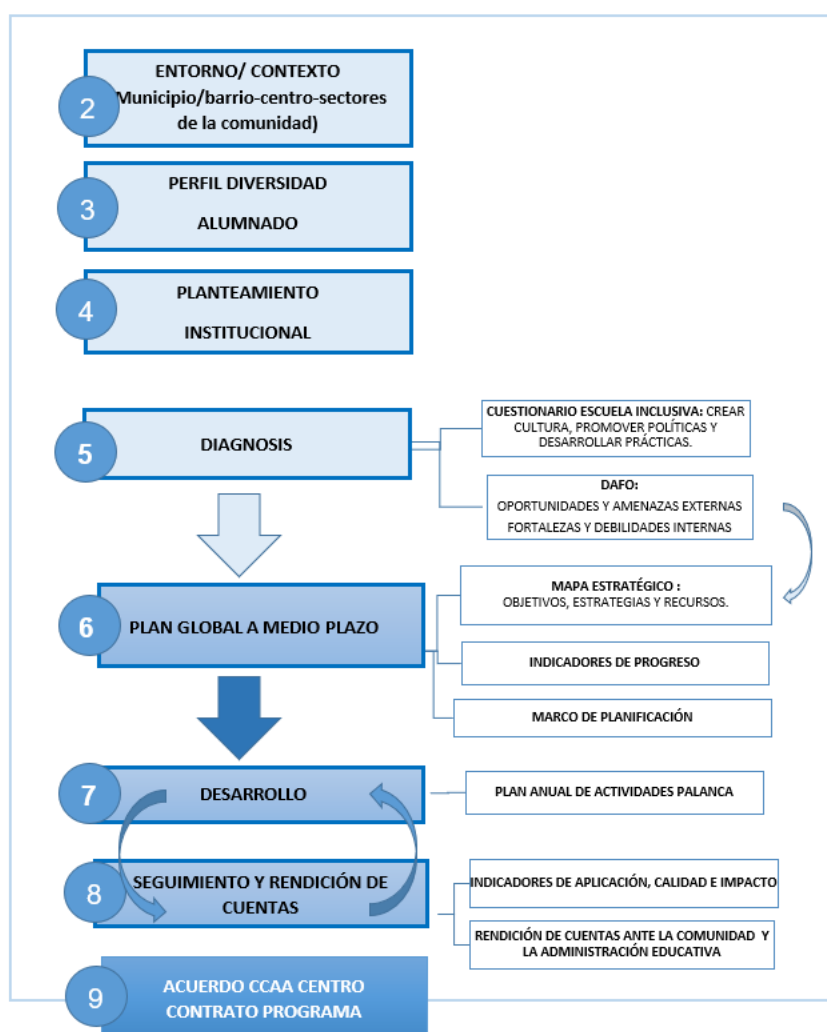 2
ENTORNO/ CONTEXTO
Municipio/barrio-centro-sectores
de la comunidad)
3
PERFIL DIVERSIDAD
ALUMNADO
4
PLANTEAMIENTO
INSTITUCIONAL
5
DIAGNOSIS
CUESTIONARIO ESCUELA INCLUSIVA: CREAR
CULTURA, PROMOVER POLÍTICAS Y
DESARROLLAR PRÁCTICAS.
DAFO:
OPORTUNIDADES Y AMENAZAS EXTERNAS
FORTALEZAS Y DEBILIDADES INTERNAS
6
PLAN GLOBAL A MEDIO PLAZO
MAPA ESTRATÉGICO :
OBJETIVOS, ESTRATEGIAS Y RECURSOS.
INDICADORES DE PROGRESO
MARCO DE PLANIFICACIÓN
7
DESARROLLO
PLAN ANUAL DE ACTIVIDADES PALANCA
8
SEGUIMIENTO Y RENDICIÓN DE
CUENTAS
INDICADORES DE APLICACIÓN, CALIDAD E IMPACTO
RENDICIÓN DE CUENTAS ANTE LA COMUNIDAD Y
LA ADMINISTRACIÓN EDUCATIVA
9
ACUERDO CCAA CENTRO
CONTRATO PROGRAMA